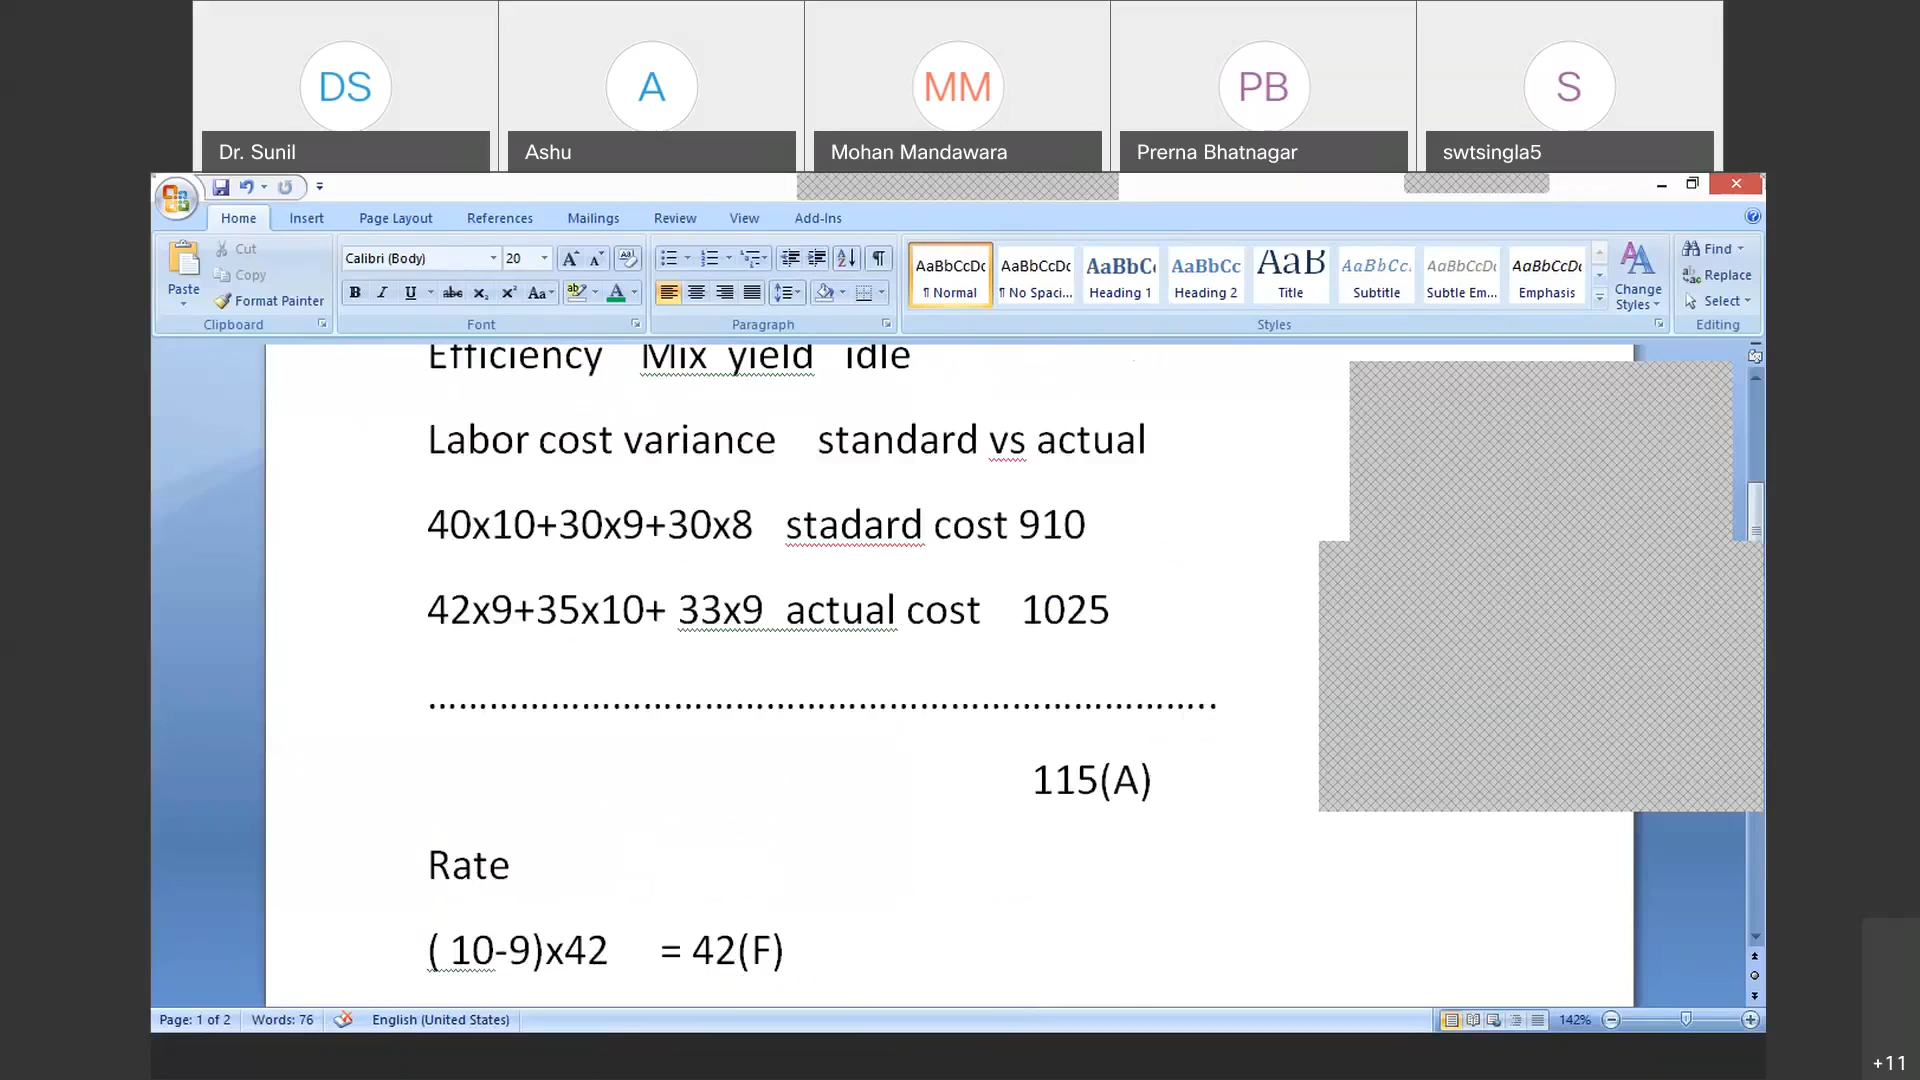 DS
A
MM
PB
S
Dr. Sunil
Ashu
Mohan Mandawara
Prerna Bhatnagar
swtsingla5
Home Insert Page Layout References Mailings Review View Add-Ins
Paste
Cut
Copy
Format Painter
Clipboard
Calibri (Body) 20
Font
Paragraph
AaBbCcDc AaBbCcDc AaBbC AaBbCc AaB AaBbCc. AaBbCcDc AaBbCcDc
¶ Normal ¶ No Spaci... Heading 1 Heading 2 Title Subtitle Subtle Em... Emphasis
Change Styles
Styles
Find
Replace
Select
Editing
Efficiency Mix yield idle
Labor cost variance standard vs actual
40x10+30x9+30x8 stadard cost 910
42x9+35x10+ 33x9 actual cost 1025
........................................................................
115(A)
Rate
( 10-9)x42 = 42(F)
Page: 1 of 2 Words: 76 English (United States) 142%
+11